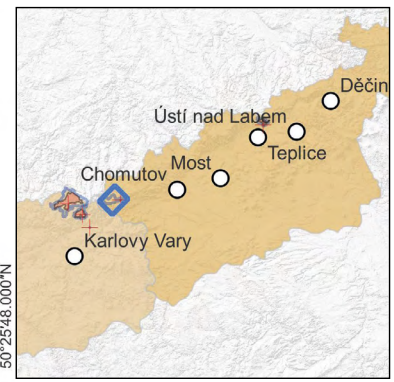 Děčín
Ústí nad Labem
Teplice
Most
Chomutov
Karlovy Vary
50°25'48.000"N